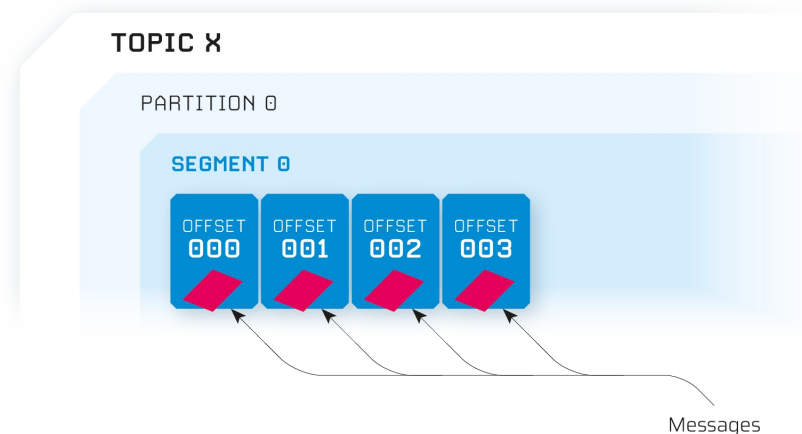 TOPIC X
PARTITION 0
SEGMENT 0
OFFSET OFFSET OFFSET OFFSET
000 001 002 003
Messages